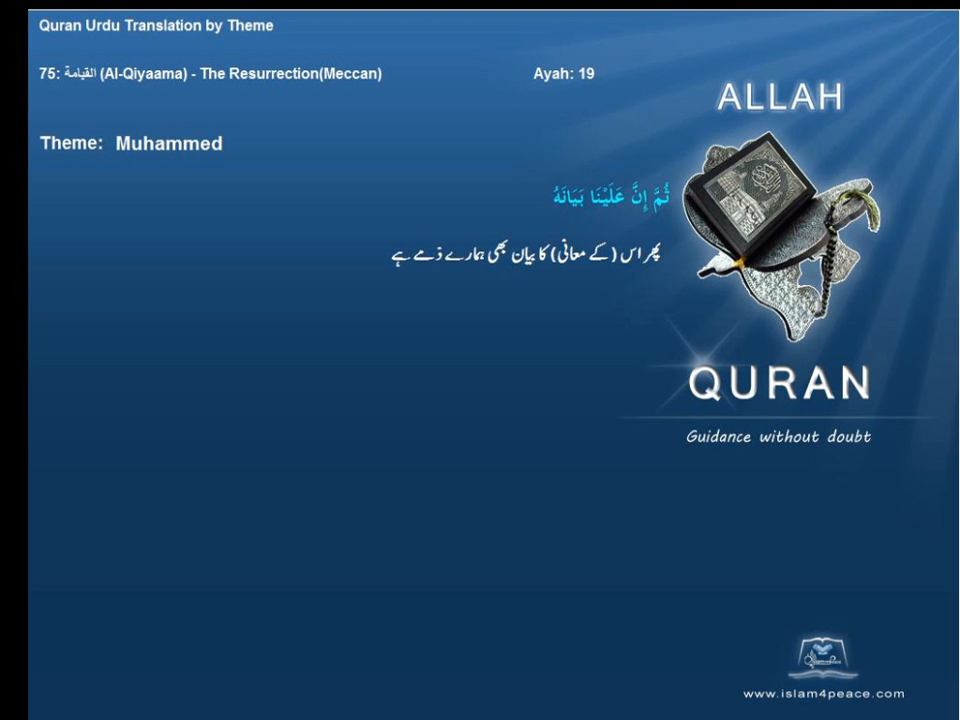 Quran Urdu Translation by Theme
75: القيامة (Al-Qiyaama) - The Resurrection(Meccan) Ayah: 19
ALLAH
Theme: Muhammed
ثُمَّ إِنَّ عَلَيْنَا بَيَانَهُ
پھر اس (کے معانی) کا بیان بھی ہمارے ذمے ہے
QURAN
Guidance without doubt
www.islam4peace.com